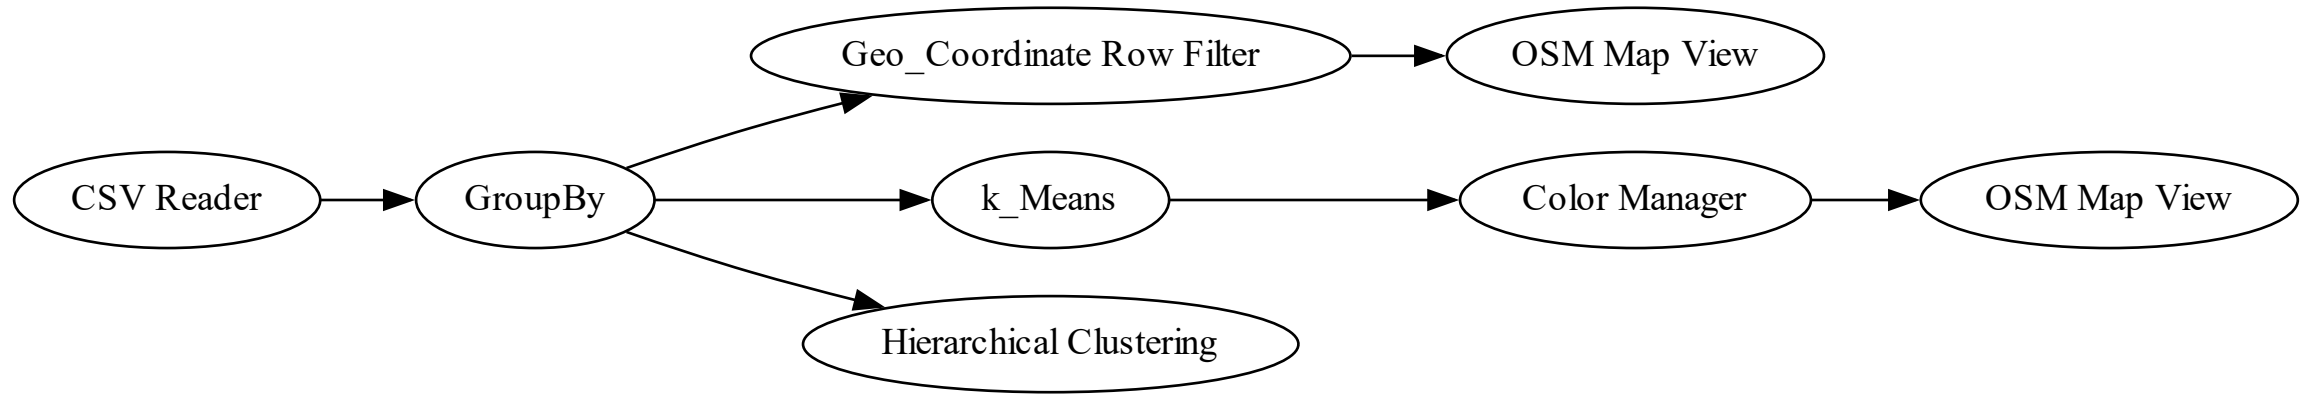 Geo_Coordinate Row Filter
OSM Map View
CSV Reader
GroupBy
k_Means
Color Manager
OSM Map View
Hierarchical Clustering